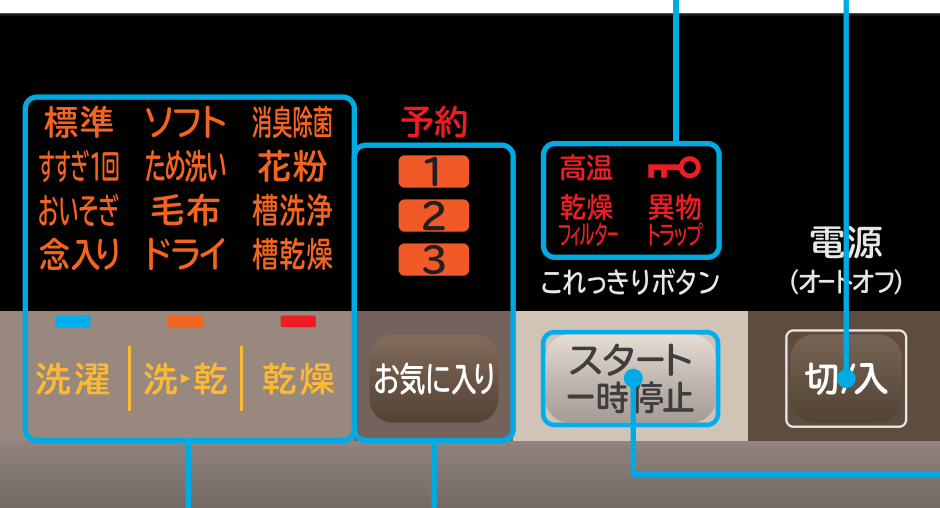 標準 ソフト 消臭除菌
すすぎ1回 ため洗い 花粉
おいそぎ 毛布 槽洗浄
念入り ドライ 槽乾燥
洗濯 洗▸乾 乾燥
予約
1
2
3
お気に入り
高温
乾燥 異物
フィルター トラップ
これっきりボタン
スタート
一時停止
電源
(オートオフ)
切/入